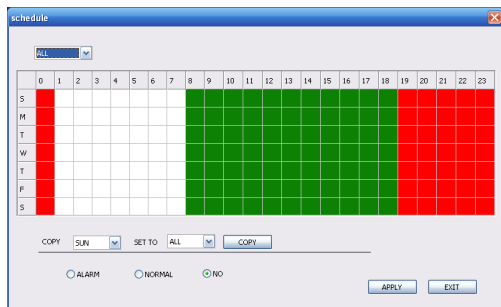 schedule
ALL
0 1 2 3 4 5 6 7 8 9 10 11 12 13 14 15 16 17 18 19 20 21 22 23
S
M
T
W
T
F
S
COPY SUN SET TO ALL COPY
ALARM NORMAL NO
APPLY EXIT